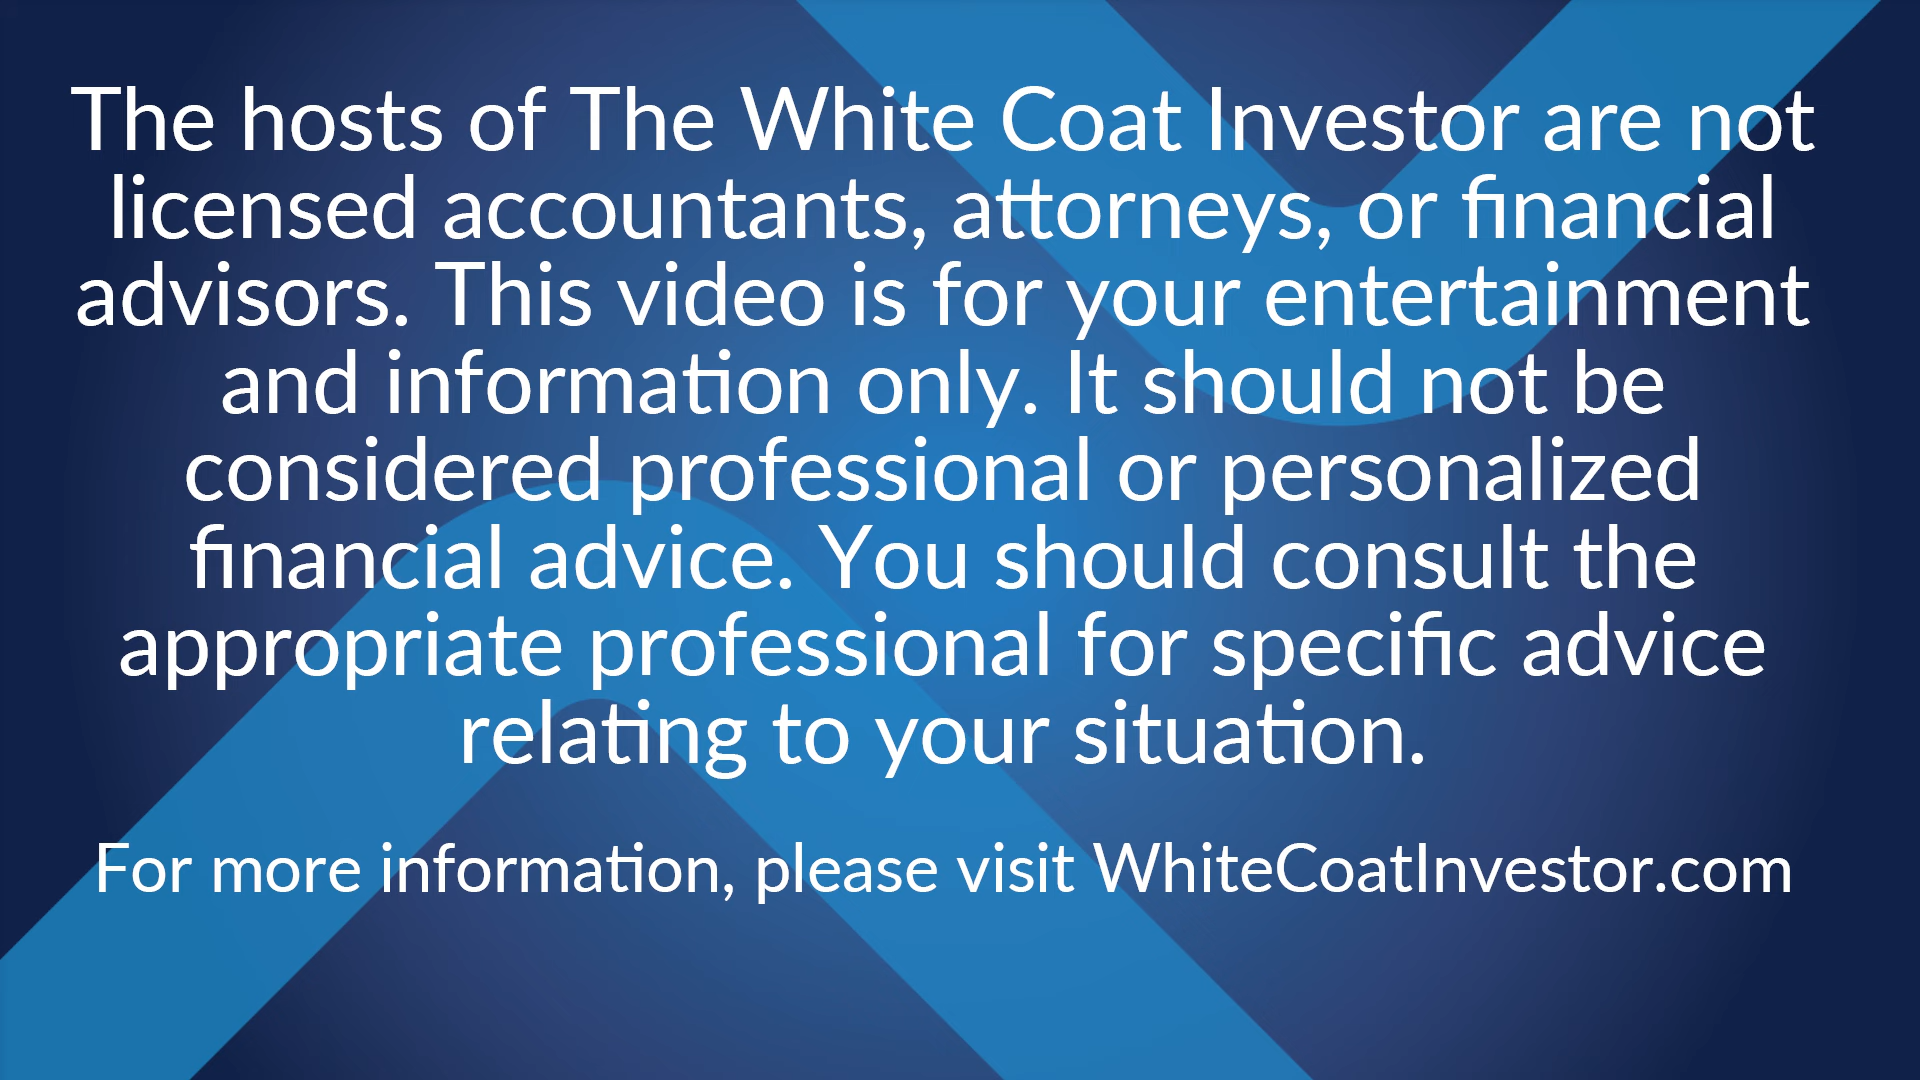 The hosts of The White Coat Investor are not
licensed accountants, attorneys, or financial
advisors. This video is for your entertainment
and information only. It should not be
considered professional or personalized
financial advice. You should consult the
appropriate professional for specific advice
relating to your situation.
For more information, please visit WhiteCoatInvestor.com